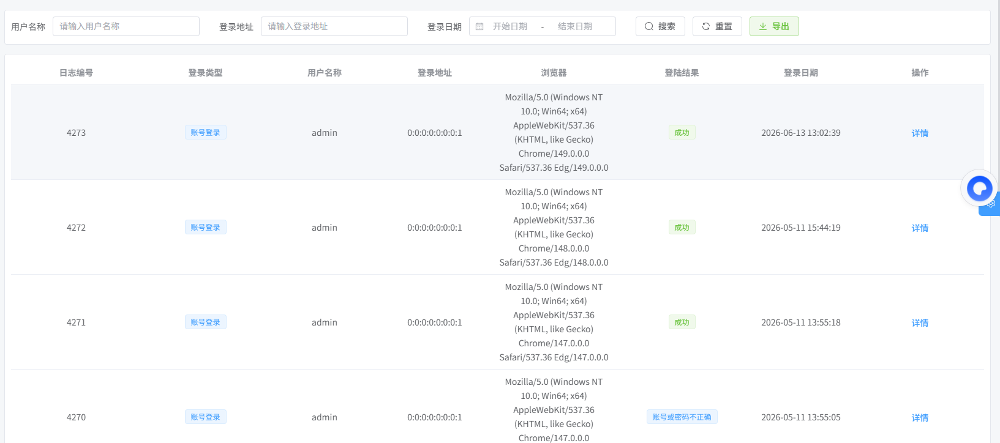 用户名称 请输入用户名称 登录地址 请输入登录地址 登录日期 开始日期 - 结束日期 搜索 重置 导出
日志编号 登录类型 用户名称 登录地址 浏览器 登陆结果 登录日期 操作
4273 账号登录 admin 0:0:0:0:0:0:0:1 Mozilla/5.0 (Windows NT
10.0; Win64; x64)
AppleWebKit/537.36
(KHTML, like Gecko)
Chrome/149.0.0.0
Safari/537.36 Edg/149.0.0.0
成功 2026-06-13 13:02:39 详情
4272 账号登录 admin 0:0:0:0:0:0:0:1 Mozilla/5.0 (Windows NT
10.0; Win64; x64)
AppleWebKit/537.36
(KHTML, like Gecko)
Chrome/148.0.0.0
Safari/537.36 Edg/148.0.0.0
成功 2026-05-11 15:44:19 详情
4271 账号登录 admin 0:0:0:0:0:0:0:1 Mozilla/5.0 (Windows NT
10.0; Win64; x64)
AppleWebKit/537.36
(KHTML, like Gecko)
Chrome/147.0.0.0
Safari/537.36 Edg/147.0.0.0
成功 2026-05-11 13:55:18 详情
4270 账号登录 admin 0:0:0:0:0:0:0:1 Mozilla/5.0 (Windows NT
10.0; Win64; x64)
AppleWebKit/537.36
(KHTML, like Gecko)
Chrome/147.0.0.0
账号或密码不正确 2026-05-11 13:55:05 详情